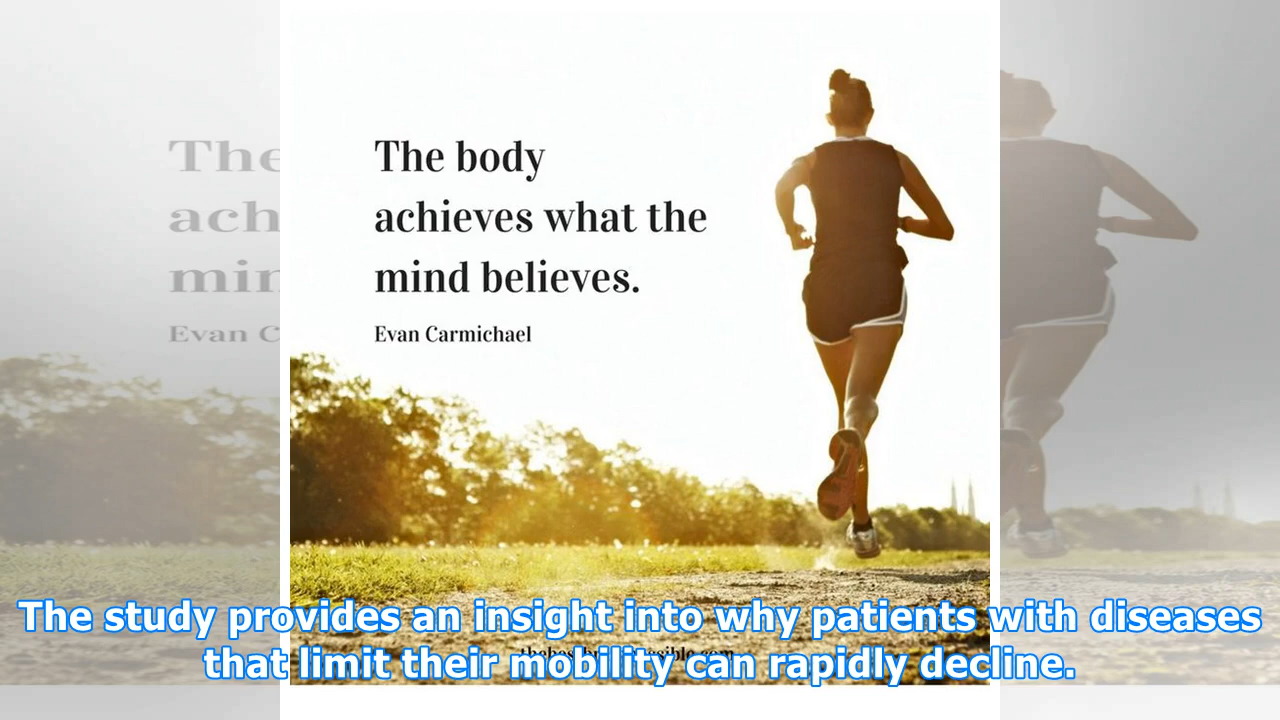 The body
achieves what the
mind believes.
Evan Carmichael
The study provides an insight into why patients with diseases
that limit their mobility can rapidly decline.